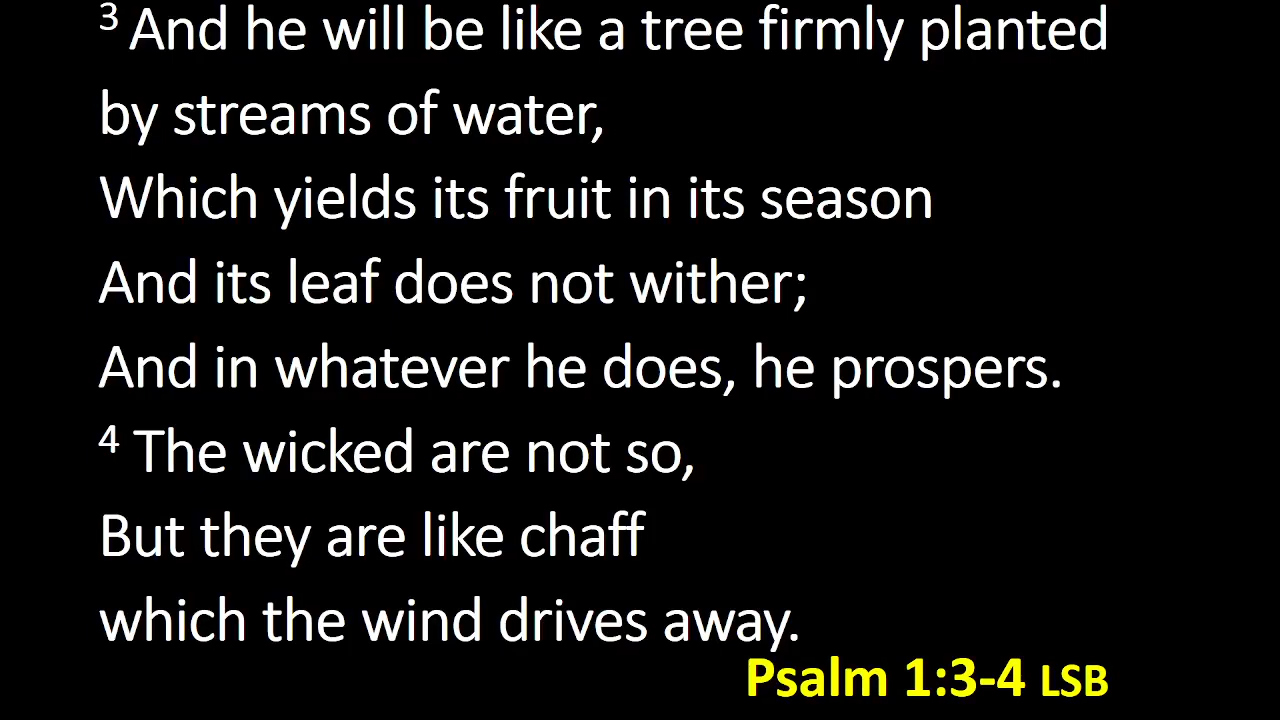 3 And he will be like a tree firmly planted
by streams of water,
Which yields its fruit in its season
And its leaf does not wither;
And in whatever he does, he prospers.
4 The wicked are not so,
But they are like chaff
which the wind drives away.
Psalm 1:3-4 LSB